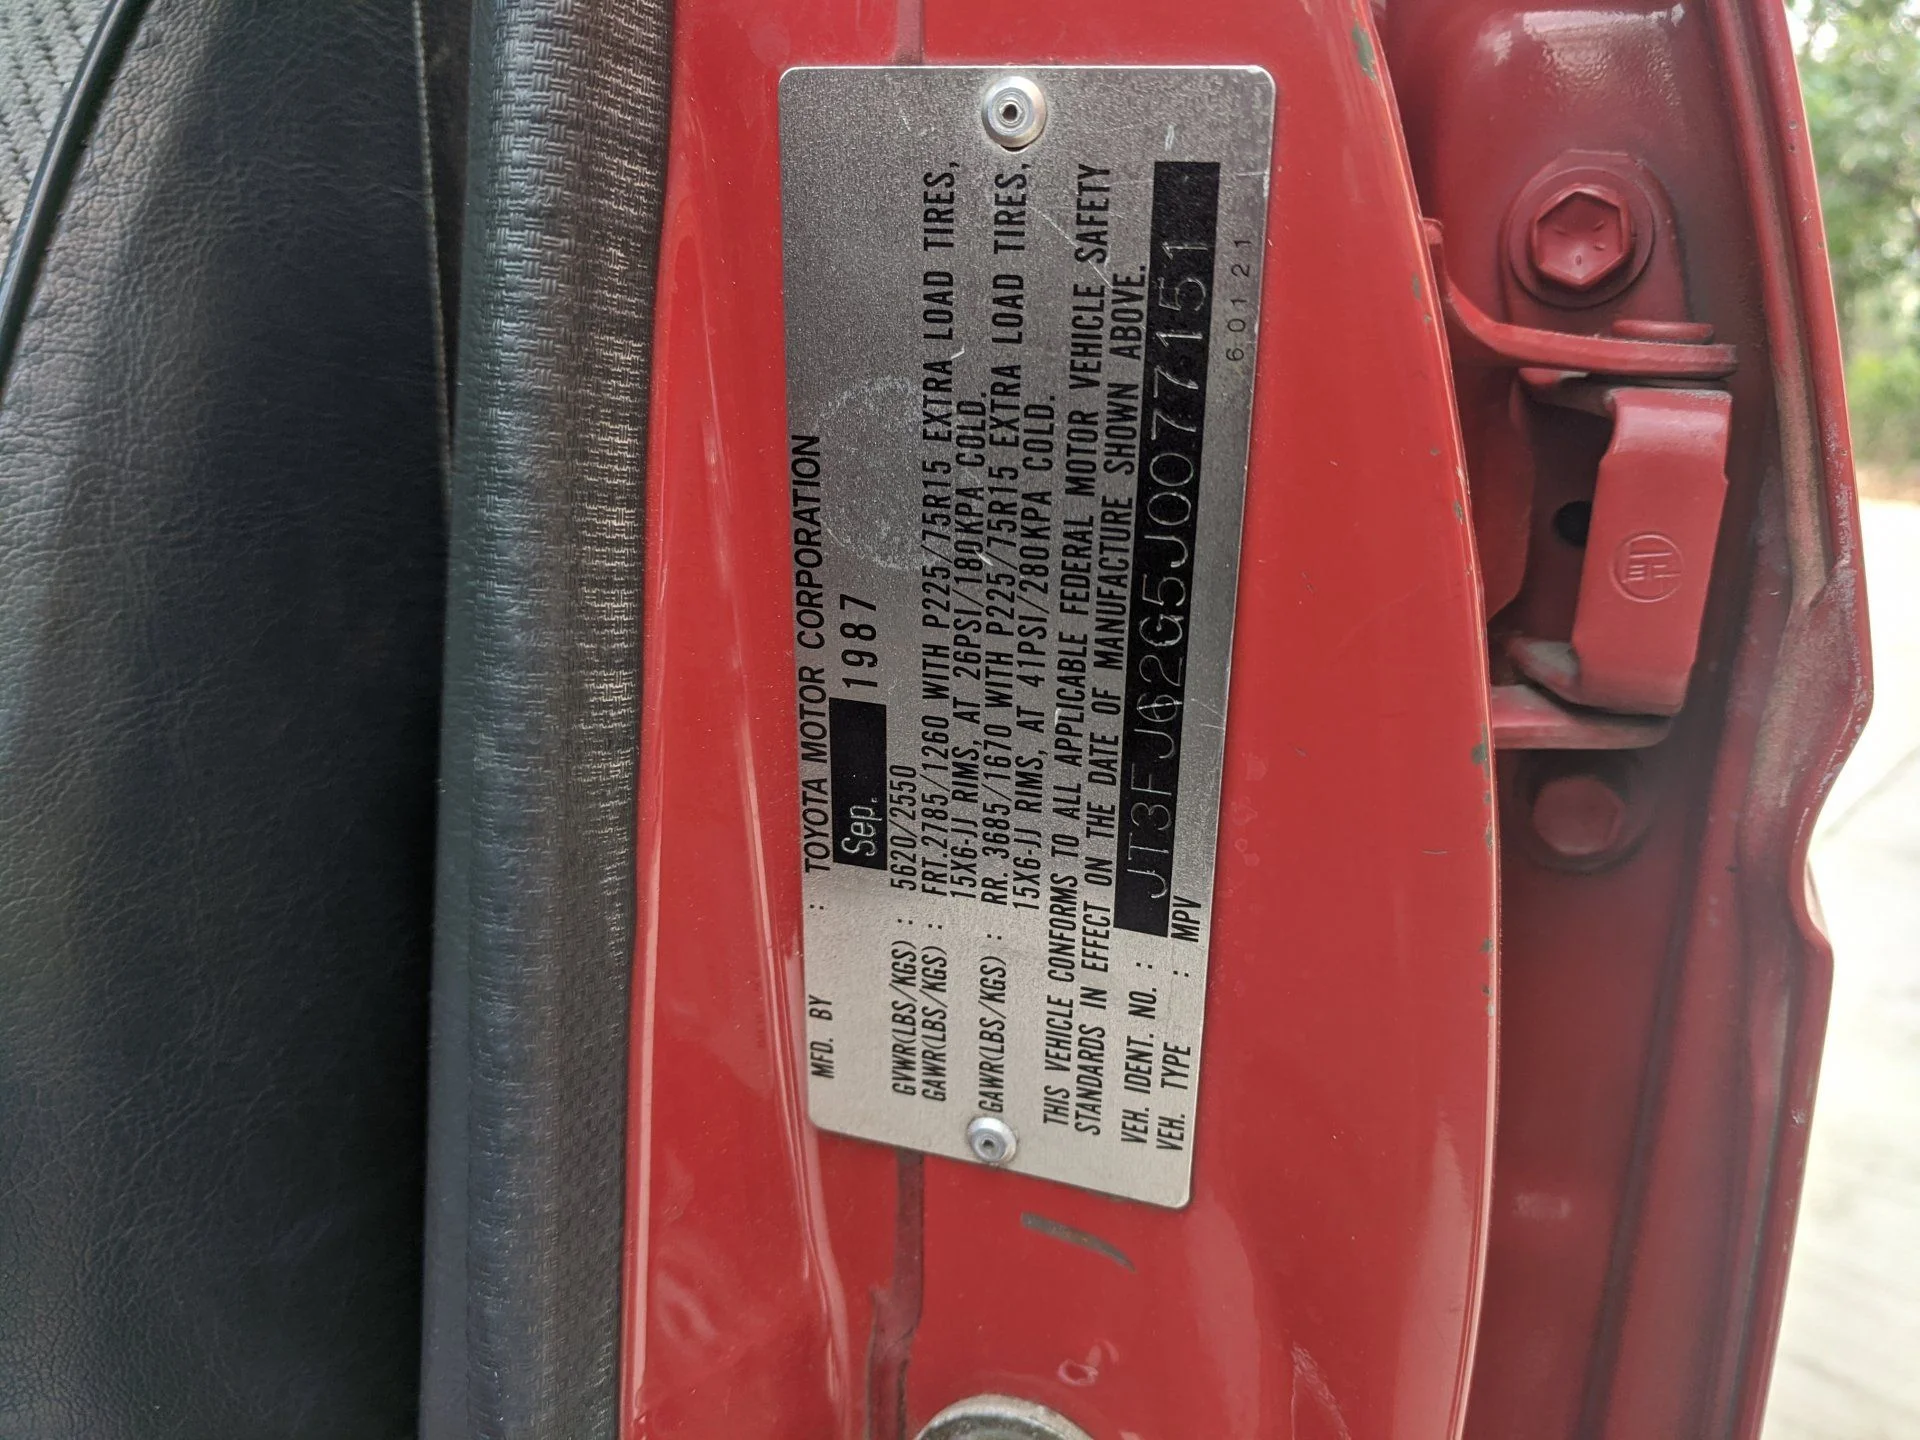 MFD. BY : TOYOTA MOTOR CORPORATION
Sep. 1987
GVWR(LBS/KGS) : 5620/2550
GAWR(LBS/KGS) : FRT.2785/1260 WITH P225/75R15 EXTRA LOAD TIRES,
15X6-JJ RIMS, AT 26PSI/180KPA COLD.
GAWR(LBS/KGS) : RR. 3685/1670 WITH P225/75R15 EXTRA LOAD TIRES,
15X6-JJ RIMS, AT 41PSI/280KPA COLD.
THIS VEHICLE CONFORMS TO ALL APPLICABLE FEDERAL MOTOR VEHICLE SAFETY
STANDARDS IN EFFECT ON THE DATE OF MANUFACTURE SHOWN ABOVE.
VEH. IDENT. NO. : JT3FJ62G5J0077151
VEH. TYPE : MPV
60121